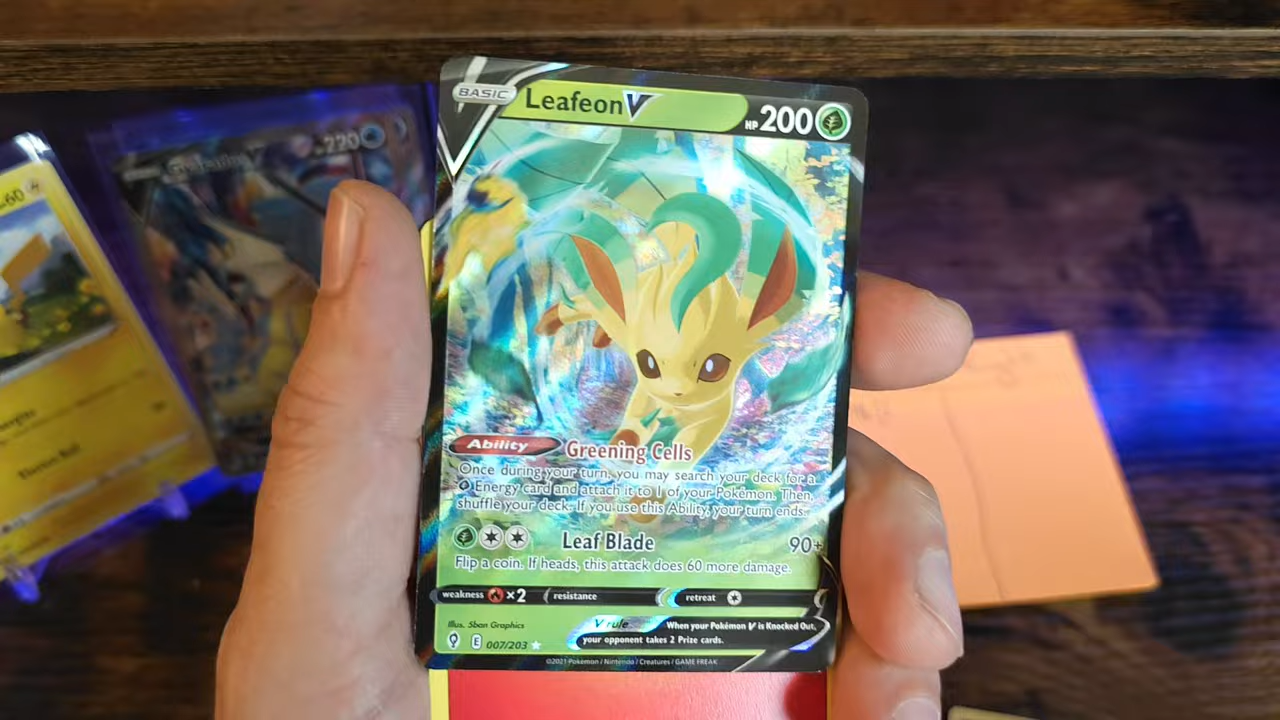 BASIC Leafeon V HP 200
Ability Greening Cells
Once during your turn, you may search your deck for a
Energy card and attach it to 1 of your Pokémon. Then,
shuffle your deck. If you use this Ability, your turn ends.
Leaf Blade 90+
Flip a coin. If heads, this attack does 60 more damage.
weakness ×2 resistance retreat
Illus. 5ban Graphics
V rule When your Pokémon V is Knocked Out,
your opponent takes 2 Prize cards.
E 007/203
©2021 Pokémon / Nintendo / Creatures / GAME FREAK
220
60